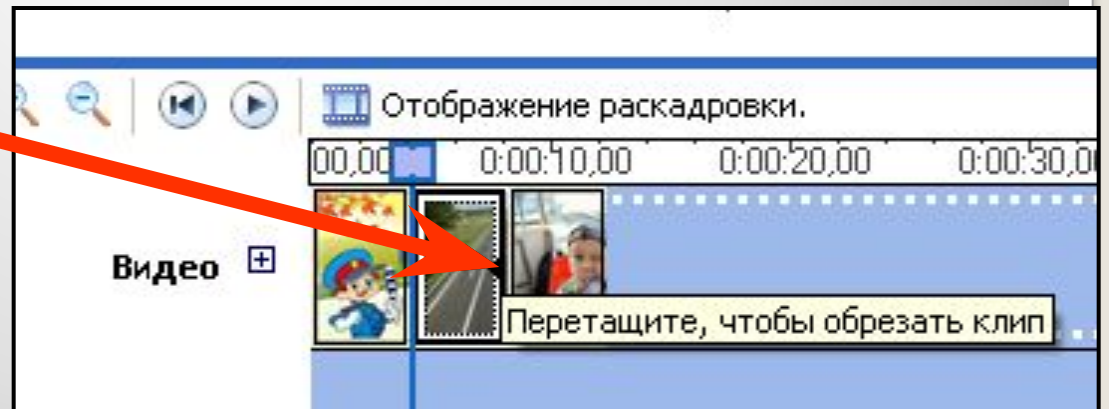 Отображение раскадровки.
00,00 0:00:10,00 0:00:20,00 0:00:30,0
Видео
Перетащите, чтобы обрезать клип